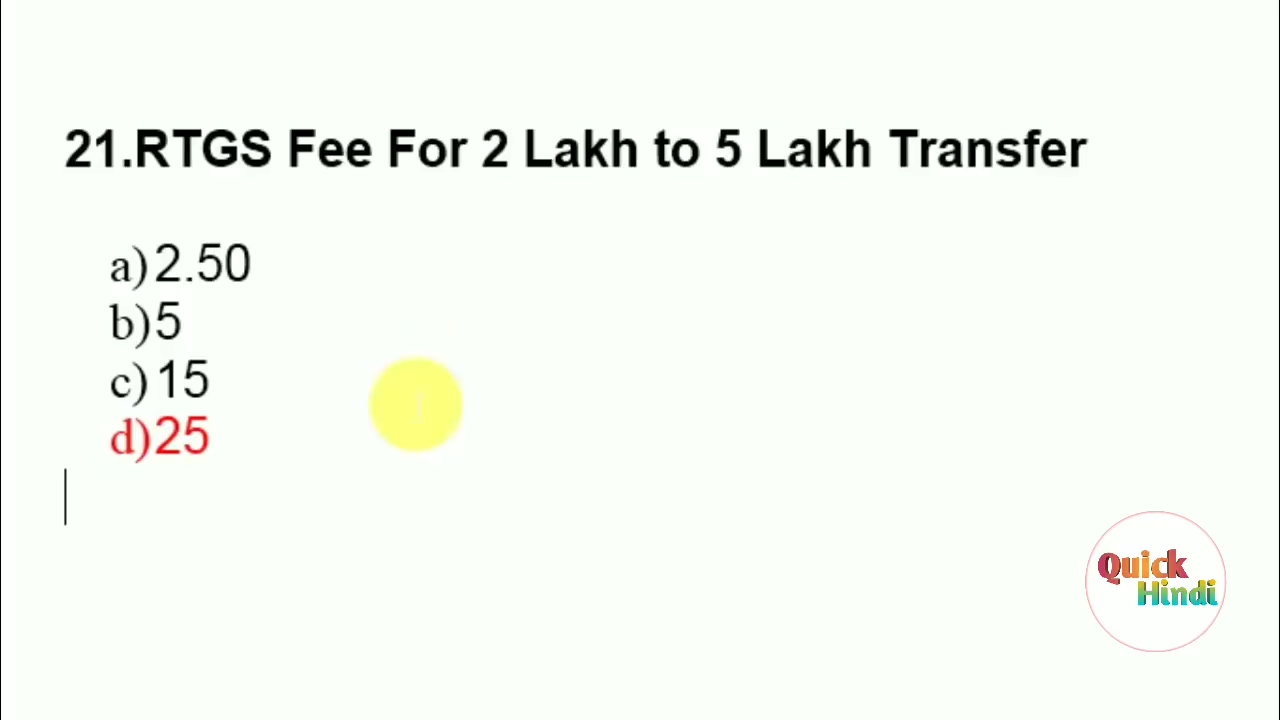 21.RTGS Fee For 2 Lakh to 5 Lakh Transfer
a) 2.50
b) 5
c) 15
d) 25
Quick
Hindi